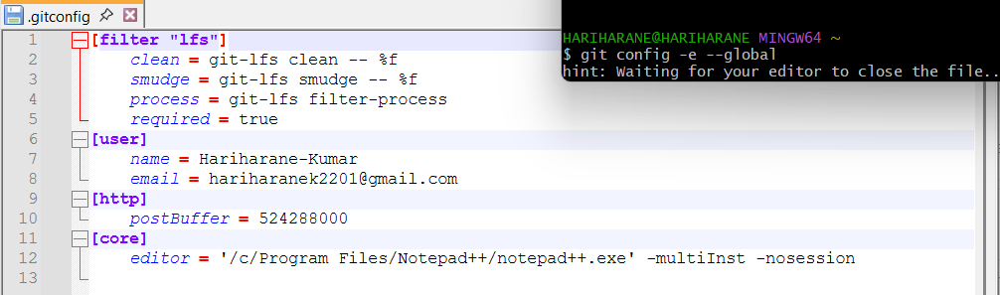 .gitconfig
1 [filter "lfs"]
2 clean = git-lfs clean -- %f
3 smudge = git-lfs smudge -- %f
4 process = git-lfs filter-process
5 required = true
6 [user]
7 name = Hariharane-Kumar
8 email = hariharanek2201@gmail.com
9 [http]
10 postBuffer = 524288000
11 [core]
12 editor = '/c/Program Files/Notepad++/notepad++.exe' -multiInst -nosession
13
HARIHARANE@HARIHARANE MINGW64 ~
$ git config -e --global
hint: Waiting for your editor to close the file..